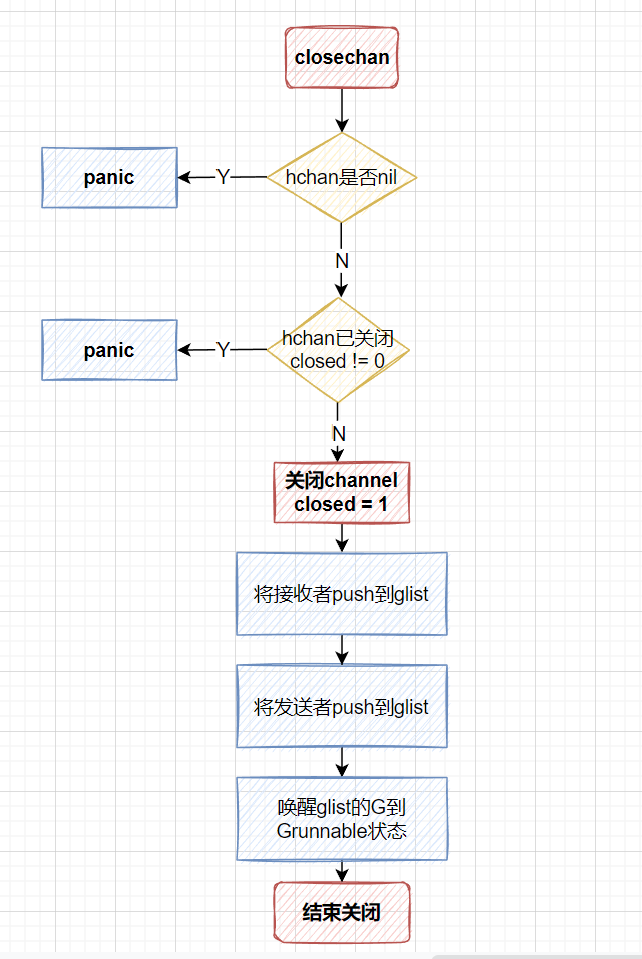 closechan
panic
Y
hchan是否nil
N
panic
Y
hchan已关闭
closed != 0
N
关闭channel
closed = 1
将接收者push到glist
将发送者push到glist
唤醒glist的G到
Grunnable状态
结束关闭